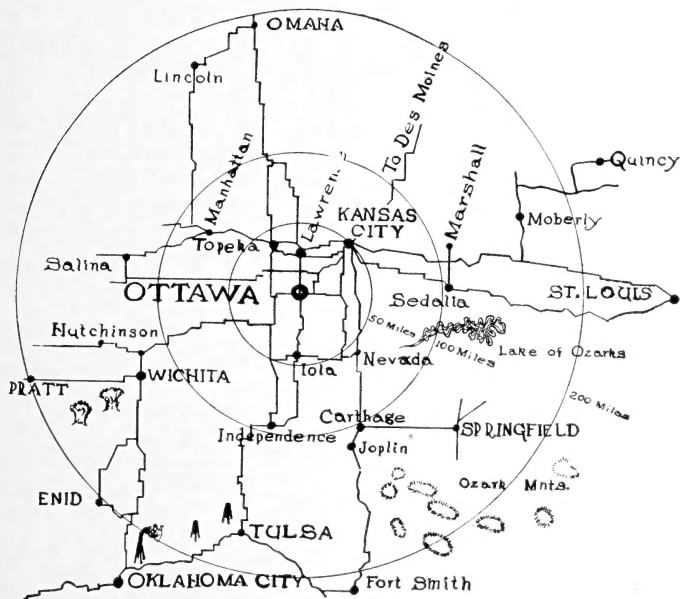 OMAHA
Lincoln
To Des Moines
Manhattan
Lawren
Marshall
Quincy
KANSAS
CITY
Moberly
Topeka
Salina
OTTAWA
Sedalla
ST. LOUIS
50 Miles
100 Miles
Lake of Ozarks
Hutchinson
Iola
Nevada
PRATT
WICHITA
200 Miles
Carthage
Independence
SPRINGFIELD
Joplin
Ozark Mnts.
ENID
TULSA
OKLAHOMA CITY
Fort Smith